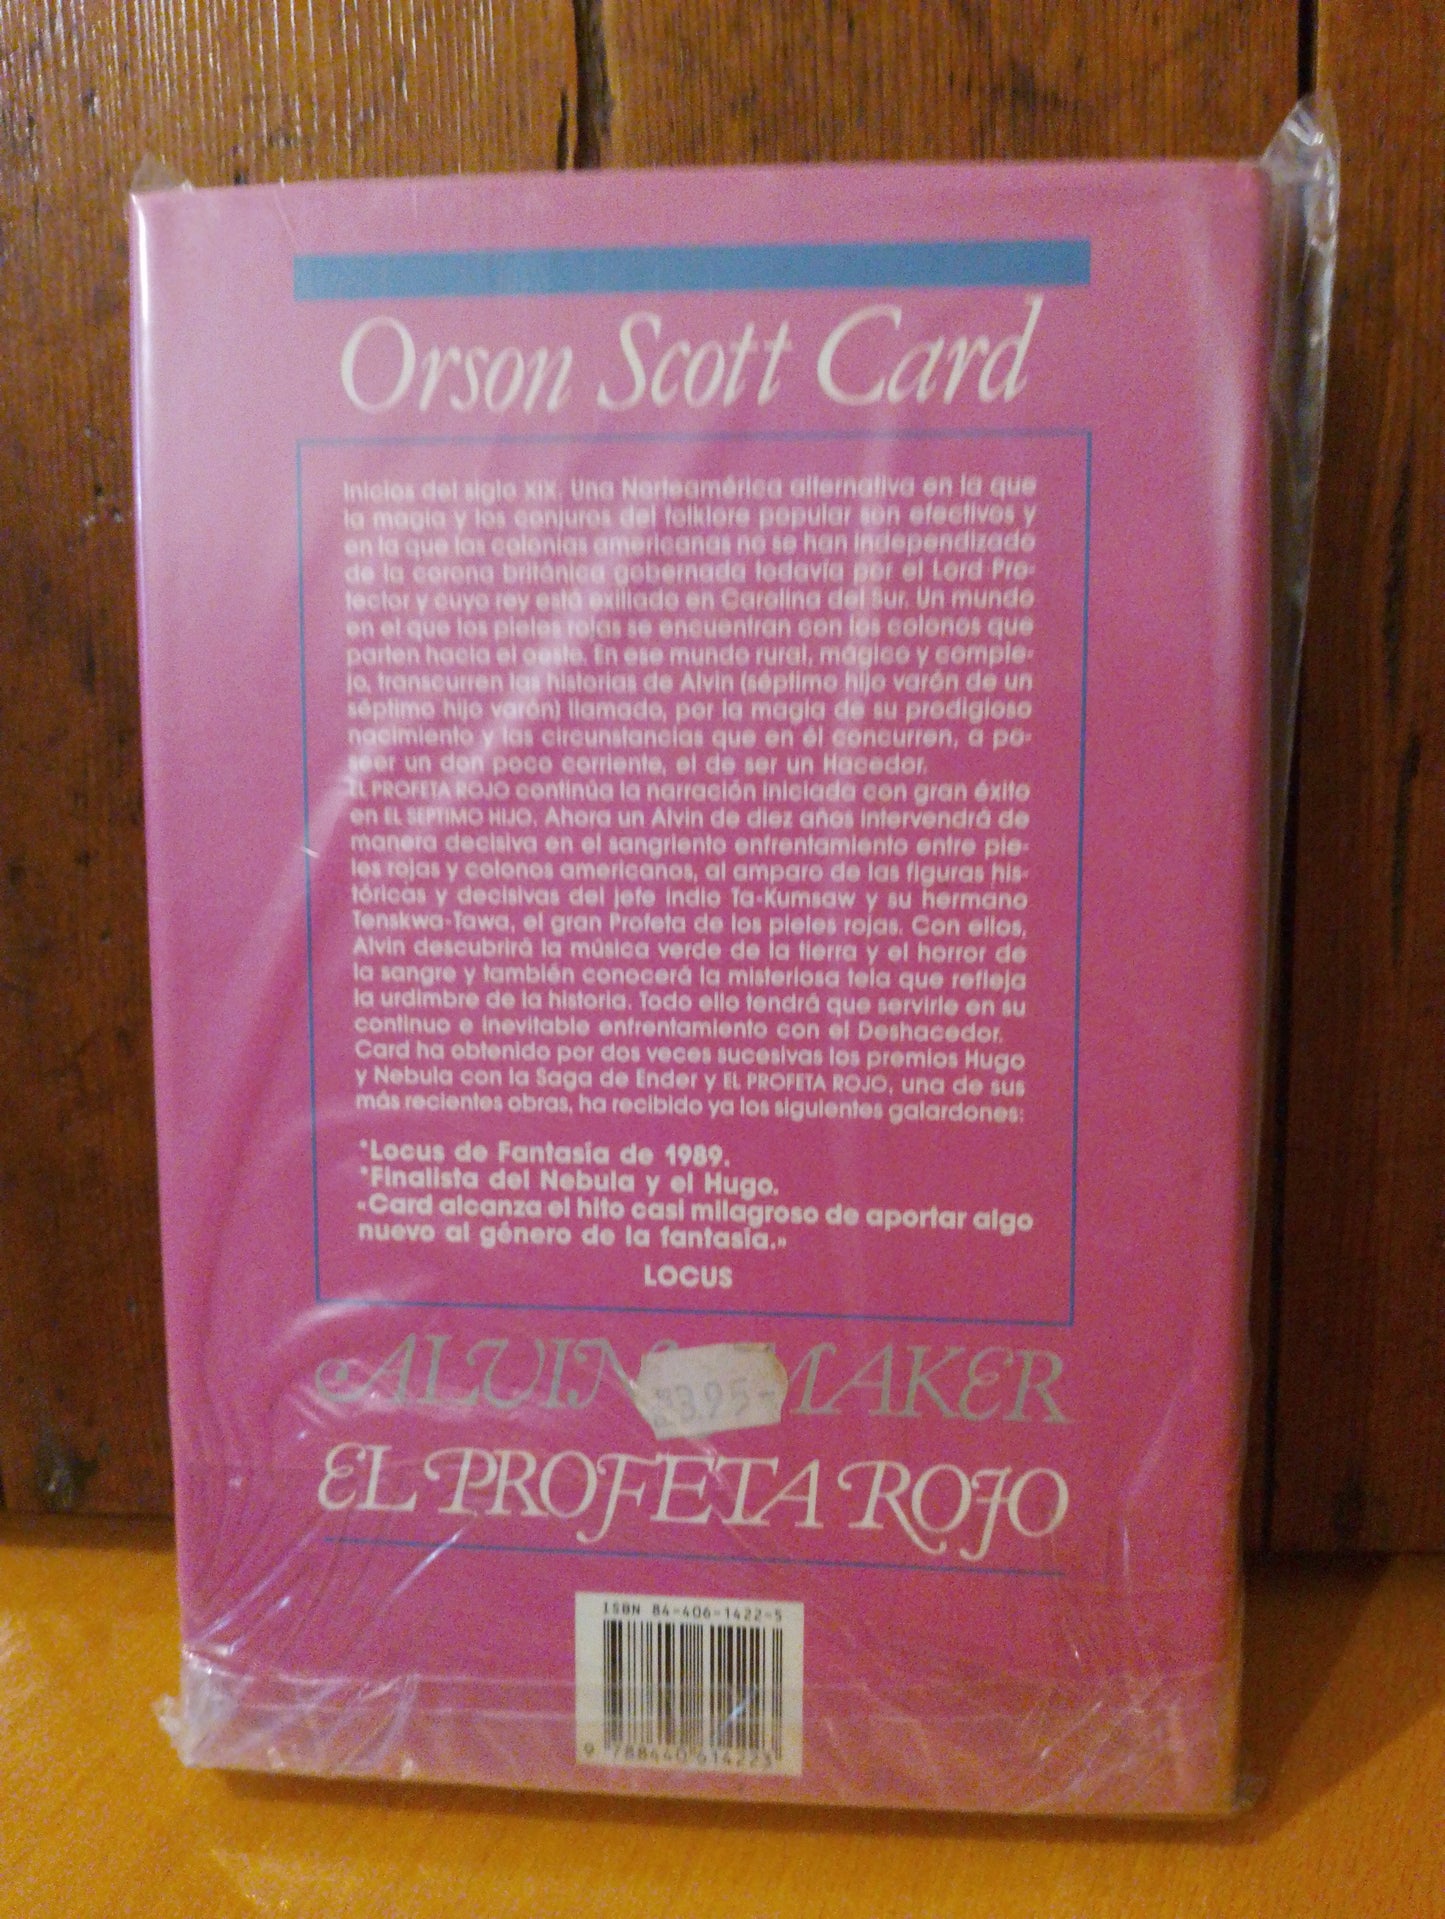 Orson Scott Card
Inicios del siglo XIX. Una Norteamérica alternativa en la que
la magia y los conjuros del folklore popular son efectivos y
en la que las colonias americanas no se han independizado
de la corona británica gobernada todavía por el Lord Pro-
tector y cuyo rey está exiliado en Carolina del Sur. Un mundo
en el que los pieles rojas se encuentran con los colonos que
parten hacia el oeste. En ese mundo rural, mágico y comple-
jo, transcurren las historias de Alvin (séptimo hijo varón de un
séptimo hijo varón) llamado, por la magia de su prodigioso
nacimiento y las circunstancias que en él concurren, a po-
seer un don poco corriente, el de ser un Hacedor.
EL PROFETA ROJO continúa la narración iniciada con gran éxito
en EL SEPTIMO HIJO. Ahora un Alvin de diez años intervendrá de
manera decisiva en el sangriento enfrentamiento entre pie-
les rojas y colonos americanos, al amparo de las figuras his-
tóricas y decisivas del jefe indio Ta-Kumsaw y su hermano
Tenskwa-Tawa, el gran Profeta de los pieles rojas. Con ellos,
Alvin descubrirá la música verde de la tierra y el horror de
la sangre y también conocerá la misteriosa tela que refleja
la urdimbre de la historia. Todo ello tendrá que servirle en su
continuo e inevitable enfrentamiento con el Deshacedor.
Card ha obtenido por dos veces sucesivas los premios Hugo
y Nebula con la Saga de Ender y EL PROFETA ROJO, una de sus
más recientes obras, ha recibido ya los siguientes galardones:
*Locus de Fantasía de 1989.
*Finalista del Nebula y el Hugo.
«Card alcanza el hito casi milagroso de aportar algo
nuevo al género de la fantasía.»
LOCUS
ALVIN MAKER
3.95-
EL PROFETA ROJO
ISBN 84-406-1422-5
9 788440 614223